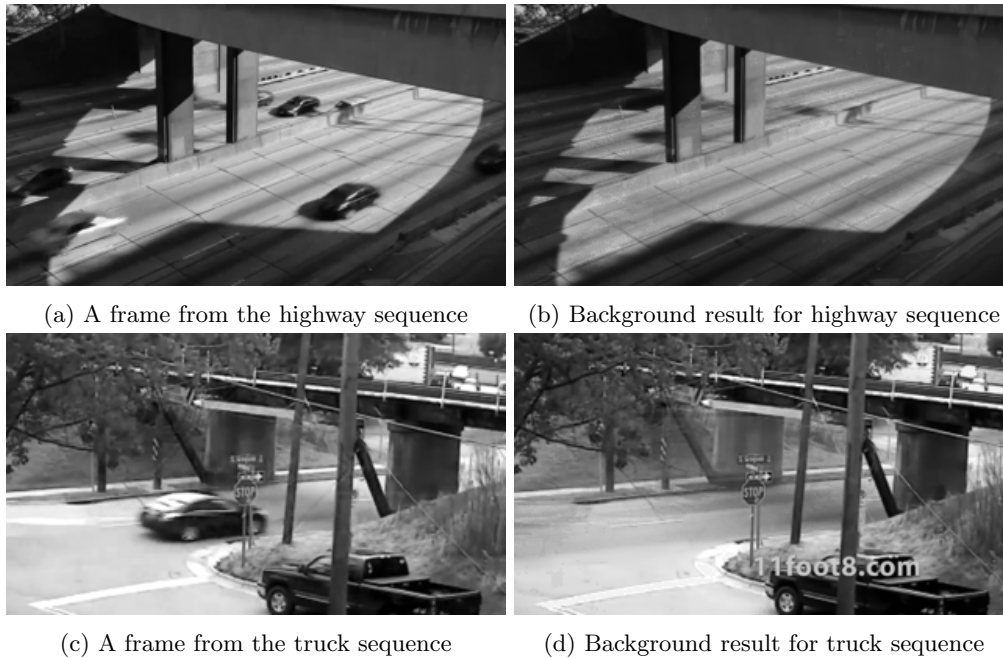 (a) A frame from the highway sequence
(b) Background result for highway sequence
STOP
STOP
11foot8.com
(c) A frame from the truck sequence
(d) Background result for truck sequence